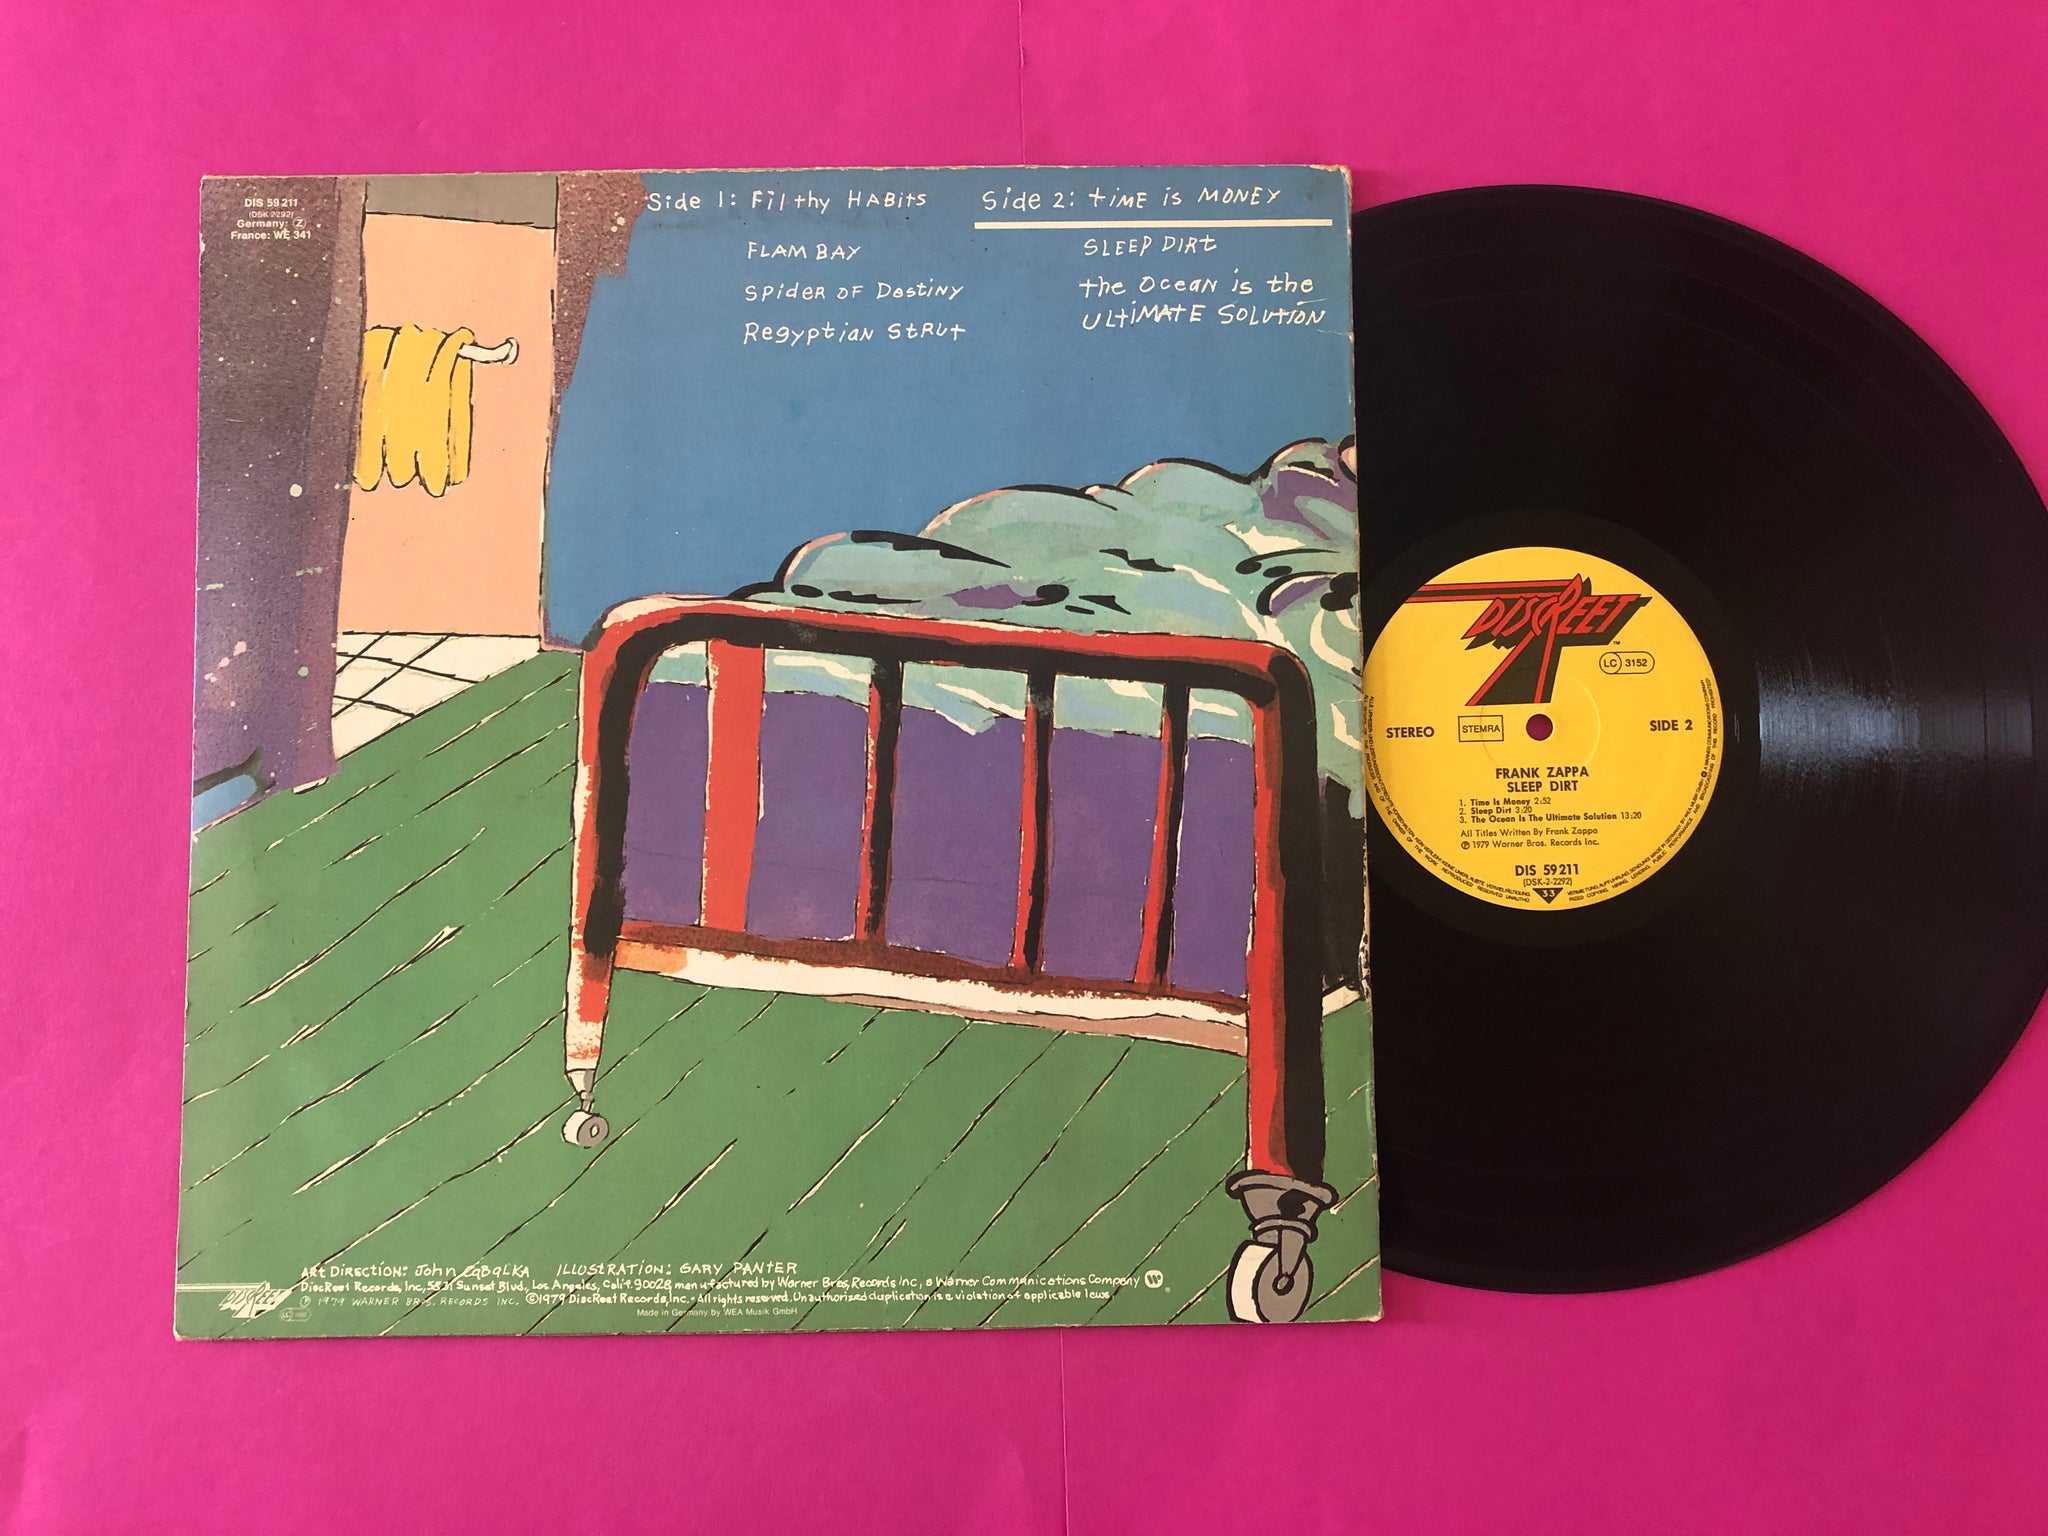 DIS 59 211
(DSK 2292)
Germany: Z
France: WE 341
Side 1: Filthy Habits
FLAM BAY
Spider of Destiny
Regyptian Strut
Side 2: Time is MONEY
SLEEP DIRt
the Ocean is the
ULtiMATE SOLUtION
ARt DIRECtION: John ZaBaLKA ILLUStRATION: GARY PANTER
DiscReet Records, Inc., 5831 Sunset Blvd., Los Angeles, Calif. 90028 manufactured by Warner Bros. Records Inc., a Warner Communications Company
DISCREET
℗ 1979 WARNER BROS. RECORDS INC. ©1979 DiscReet Records, Inc. • All rights reserved. Unauthorized duplication is a violation of applicable laws.
Made in Germany by WEA Musik GmbH
DISCREET
TM
LC 3152
STEREO
STEMRA
SIDE 2
FRANK ZAPPA
SLEEP DIRT
1. Time Is Money 2:52
2. Sleep Dirt 3:20
3. The Ocean Is The Ultimate Solution 13:20
All Titles Written By Frank Zappa
℗ 1979 Warner Bros. Records Inc.
DIS 59 211
(DSK-2-2292)
33